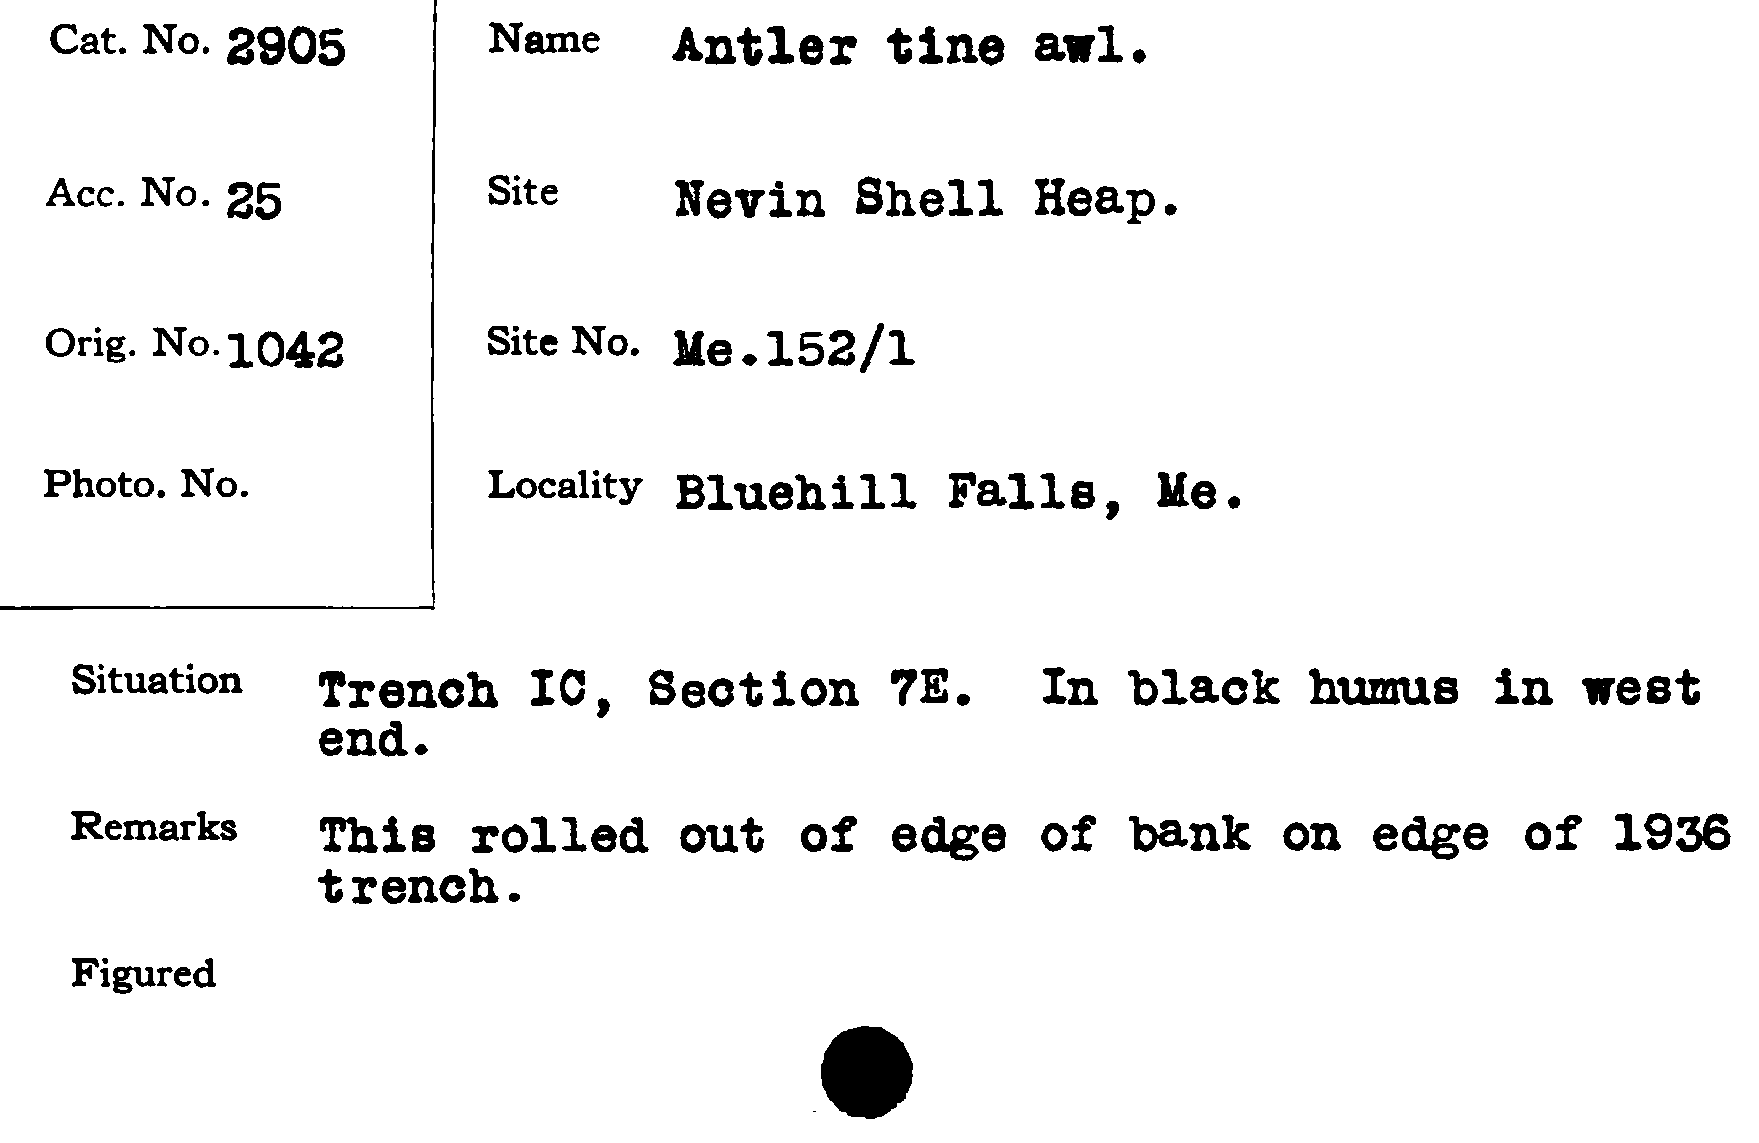 Cat. No. 2905
Name Antler tine awl.
Acc. No. 25
Site Nevin Shell Heap.
Orig. No. 1042
Site No. Me.152/1
Photo. No.
Locality Bluehill Falls, Me.
Situation Trench IC, Section 7E. In black humus in west
end.
Remarks This rolled out of edge of bank on edge of 1936
trench.
Figured